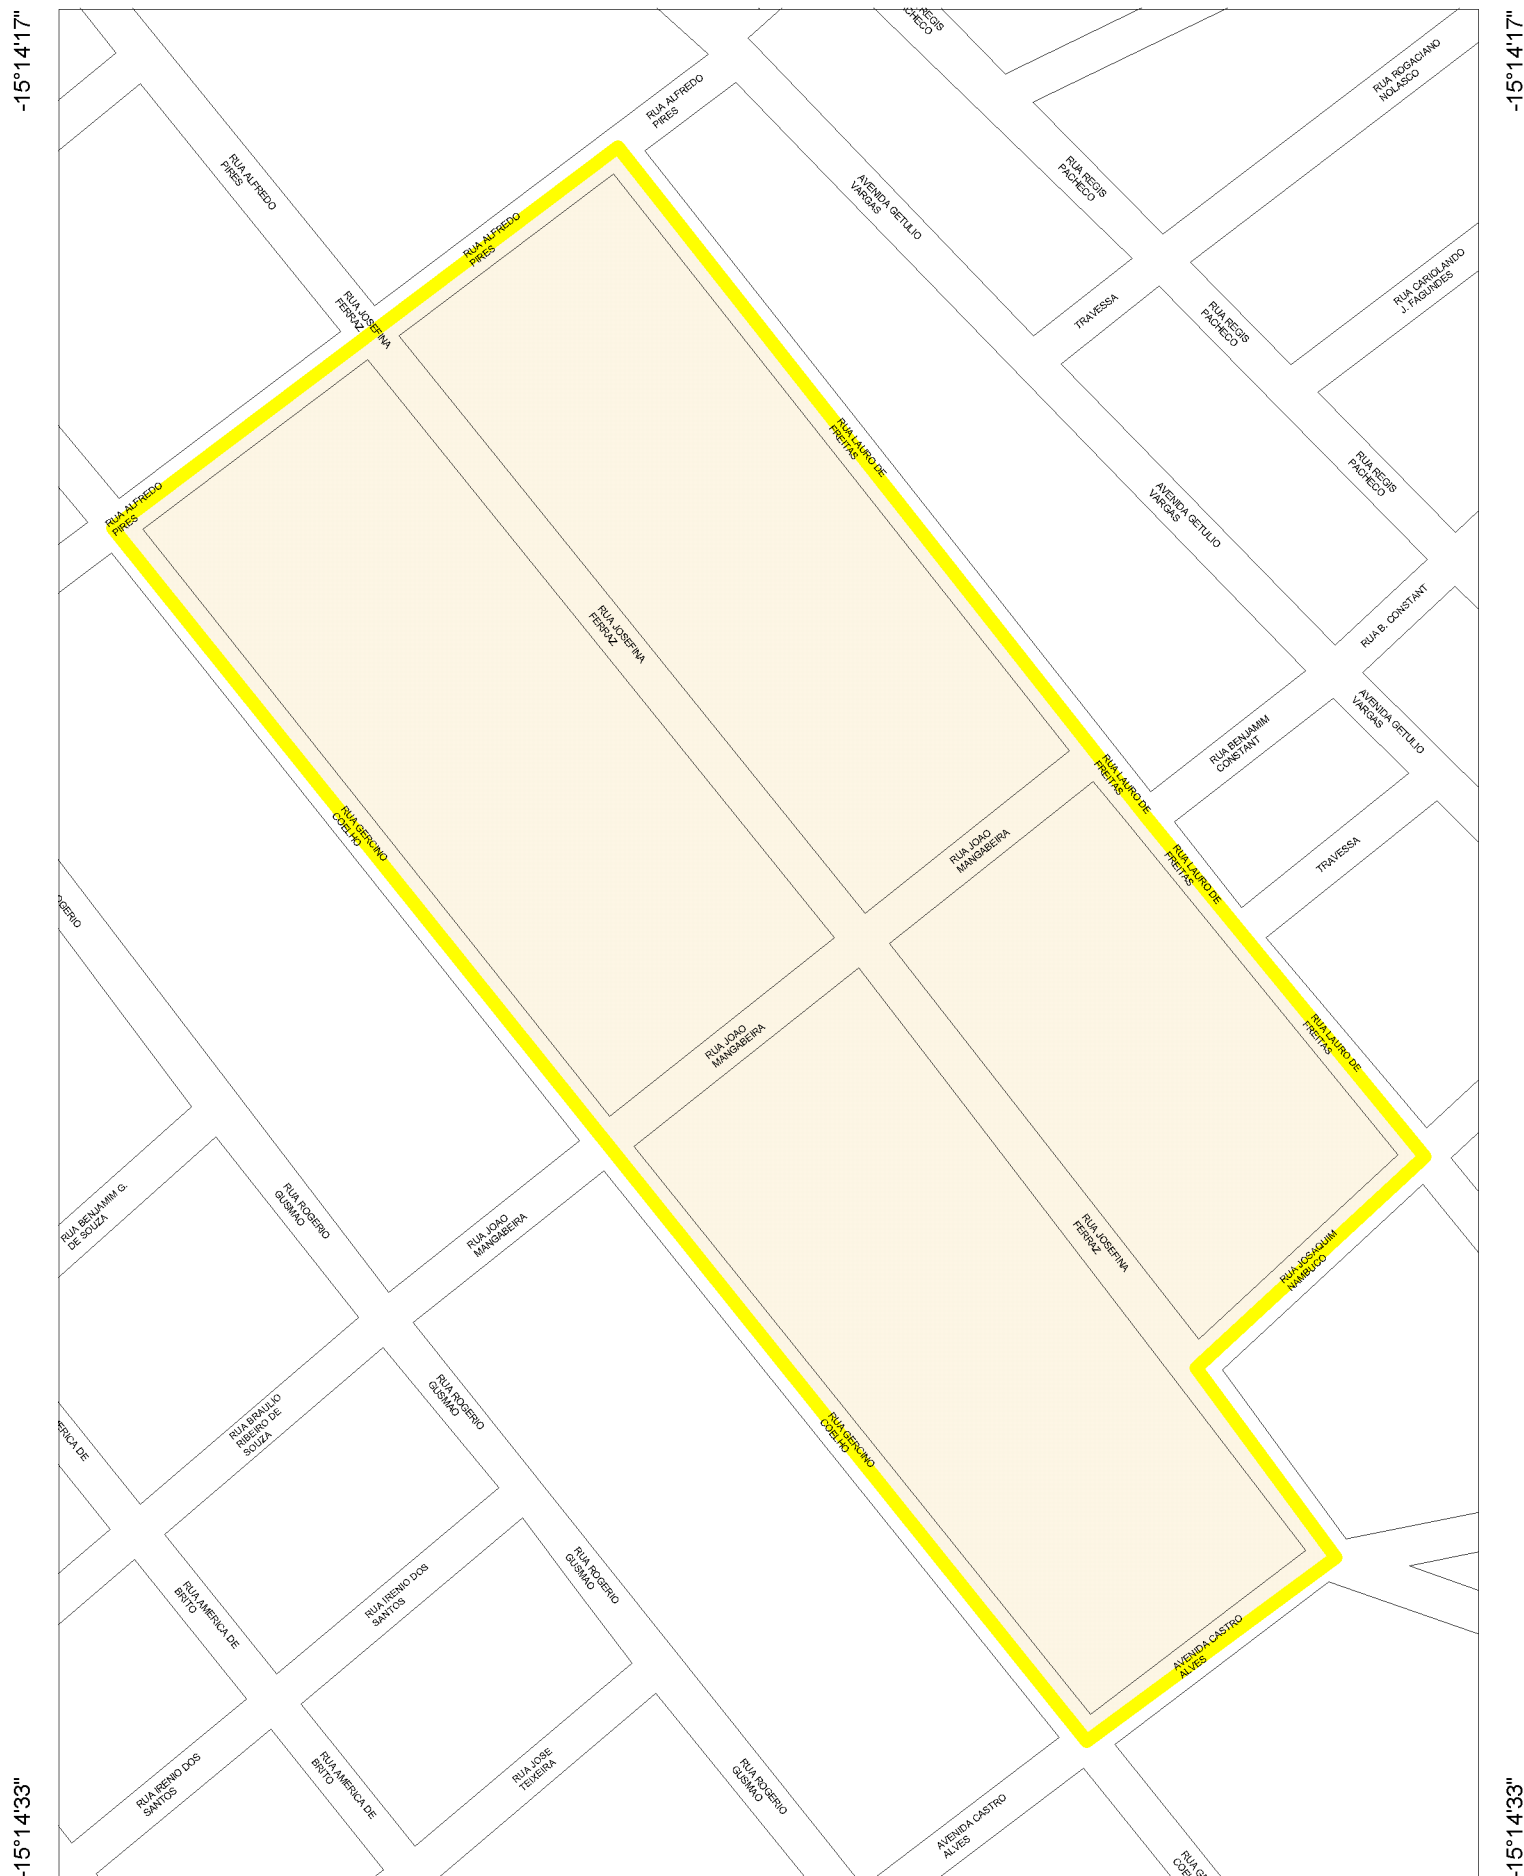 -15°14'17"
-15°14'17"
PACHECO
RUA ROGACIANO
NOLASCO
RUA ALFREDO
PIRES
RUA ALFREDO
PIRES
RUA REGIS
PACHECO
AVENIDA GETULIO
VARGAS
RUA ALFREDO
PIRES
RUA CARIOLANDO
J. FAGUNDES
RUA JOSEFINA
FERRAZ
TRAVESSA
RUA REGIS
PACHECO
RUA LAURO DE
FREITAS
RUA REGIS
PACHECO
RUA ALFREDO
PIRES
AVENIDA GETULIO
VARGAS
RUA JOSEFINA
FERRAZ
RUA B. CONSTANT
AVENIDA GETULIO
VARGAS
RUA BENJAMIM
CONSTANT
RUA LAURO DE
FREITAS
RUA GERCINO
COELHO
RUA JOAO
MANGABEIRA
TRAVESSA
RUA LAURO DE
FREITAS
OGERIO
RUA JOAO
MANGABEIRA
RUA LAURO DE
FREITAS
RUA BENJAMIM G.
DE SOUZA
RUA ROGERIO
GUSMAO
RUA JOAO
MANGABEIRA
RUA JOSEFINA
FERRAZ
RUA JOSAQUIM
NAMBUCO
RUA ROGERIO
GUSMAO
RUA BRAULIO
RIBEIRO DE
SOUZA
ERICA DE
RUA GERCINO
COELHO
RUA ROGERIO
GUSMAO
RUA IRENIO DOS
SANTOS
RUA AMERICA DE
BRITO
AVENIDA CASTRO
ALVES
RUA IRENIO DOS
SANTOS
RUA AMERICA DE
BRITO
RUA JOSE
TEIXEIRA
RUA ROGERIO
GUSMAO
AVENIDA CASTRO
ALVES
-15°14'33"
-15°14'33"